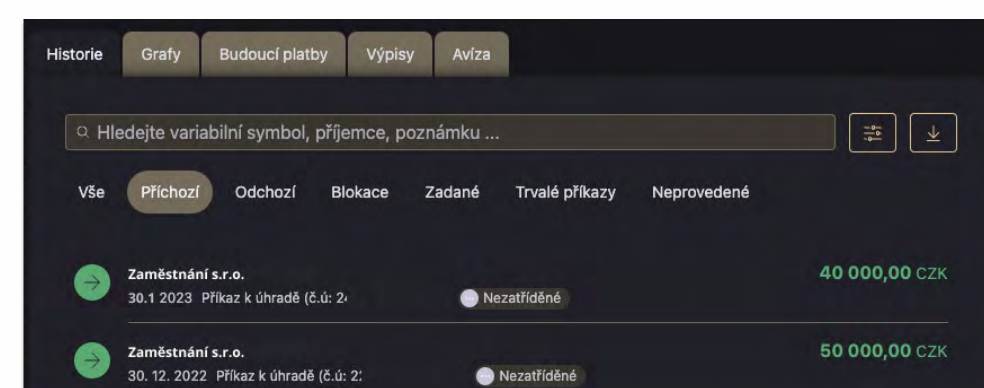 Historie Grafy Budoucí platby Výpisy Avíza
Hledejte variabilní symbol, příjemce, poznámku ...
Vše Příchozí Odchozí Blokace Zadané Trvalé příkazy Neprovedené
Zaměstnání s.r.o. 40 000,00 CZK
30.1 2023 Příkaz k úhradě (č.ú: 2 Nezatříděné
Zaměstnání s.r.o. 50 000,00 CZK
30. 12. 2022 Příkaz k úhradě (č.ú: 2 Nezatříděné